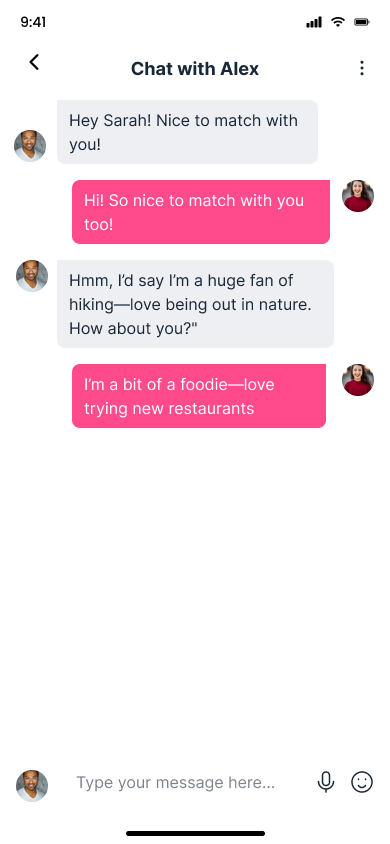 9:41
Chat with Alex
Hey Sarah! Nice to match with
you!
Hi! So nice to match with you
too!
Hmm, I’d say I’m a huge fan of
hiking—love being out in nature.
How about you?"
I’m a bit of a foodie—love
trying new restaurants
Type your message here...